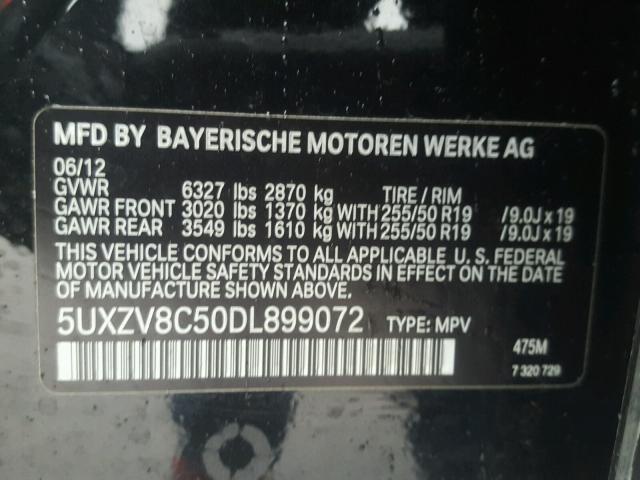 MFD BY BAYERISCHE MOTOREN WERKE AG
06/12
GVWR 6327 lbs 2870 kg TIRE / RIM
GAWR FRONT 3020 lbs 1370 kg WITH 255/50 R19 /9.0J x 19
GAWR REAR 3549 lbs 1610 kg WITH 255/50 R19 /9.0J x 19
THIS VEHICLE CONFORMS TO ALL APPLICABLE U.S. FEDERAL
MOTOR VEHICLE SAFETY STANDARDS IN EFFECT ON THE DATE
OF MANUFACTURE SHOWN ABOVE.
5UXZV8C50DL899072 TYPE: MPV
475M
7 320 729